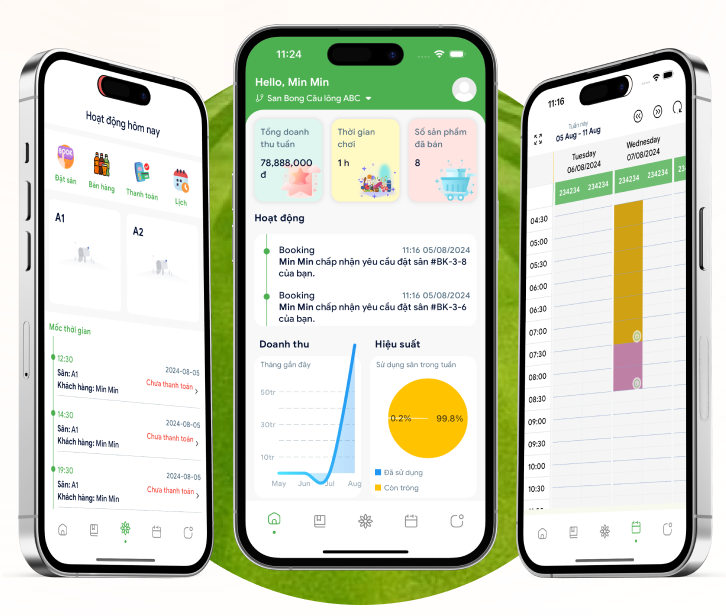 Hoạt động hôm nay
Đặt sân
Bán hàng
Thanh toán
Lịch
A1
A2
Mốc thời gian
12:30
2024-08-05
Sân: A1
Chưa thanh toán
Khách hàng: Min Min
14:30
2024-08-05
Sân: A1
Chưa thanh toán
Khách hàng: Min Min
19:30
2024-08-05
Sân: A1
Chưa thanh toán
Khách hàng: Min Min
11:24
Hello, Min Min
San Bong Cầu lông ABC
Tổng doanh
thu tuần
78,888,000
đ
Thời gian
chơi
1 h
Số sản phẩm
đã bán
8
Hoạt động
Booking 11:16 05/08/2024
Min Min chấp nhận yêu cầu đặt sân #BK-3-8
của bạn.
Booking 11:16 05/08/2024
Min Min chấp nhận yêu cầu đặt sân #BK-3-6
của bạn.
Doanh thu
Tháng gần đây
50tr
30tr
10tr
May Jun Jul Aug
Hiệu suất
Sử dụng sân trong tuần
0.2% 99.8%
Đã sử dụng
Còn trống
11:16
Tuần này
05 Aug - 11 Aug
Tuesday
06/08/2024
Wednesday
07/08/2024
234234 234234 234234 234234 23
04:30
05:00
05:30
06:00
06:30
07:00
07:30
08:00
08:30
09:00
09:30
10:00
10:30